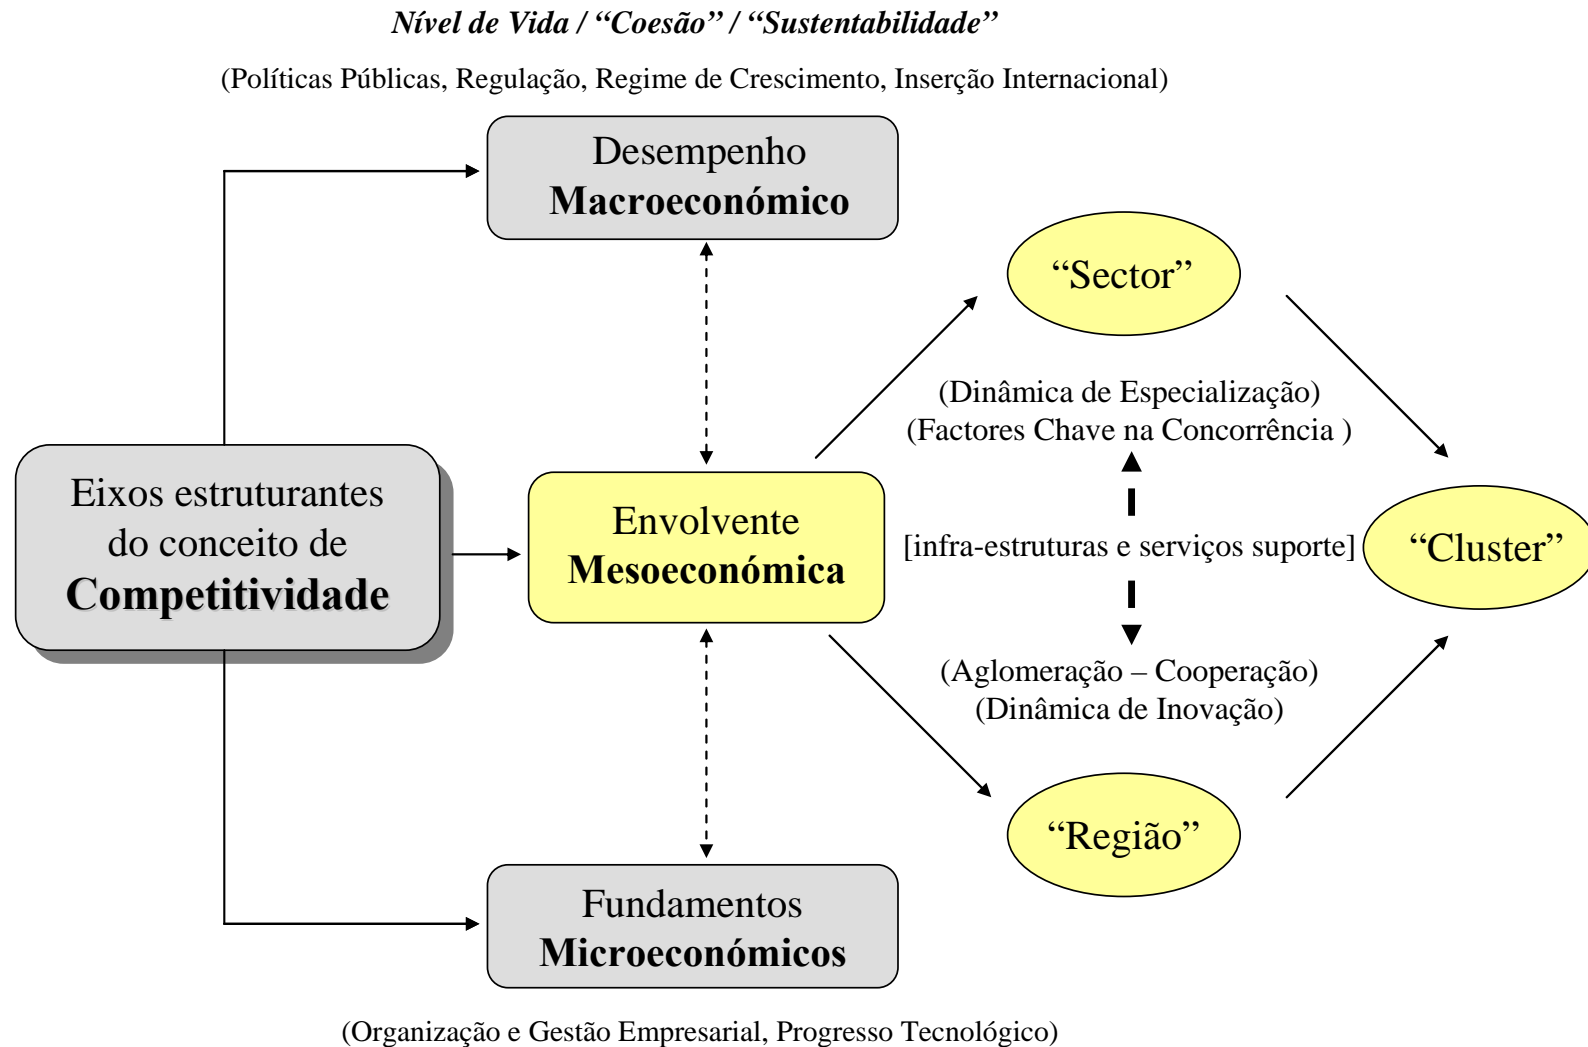 Nível de Vida / “Coesão” / “Sustentabilidade”
(Políticas Públicas, Regulação, Regime de Crescimento, Inserção Internacional)
Desempenho
Macroeconómico
“Sector”
(Dinâmica de Especialização)
(Factores Chave na Concorrência )
Eixos estruturantes
do conceito de
Competitividade
Envolvente
Mesoeconómica
[infra-estruturas e serviços suporte]
“Cluster”
(Aglomeração – Cooperação)
(Dinâmica de Inovação)
“Região”
Fundamentos
Microeconómicos
(Organização e Gestão Empresarial, Progresso Tecnológico)